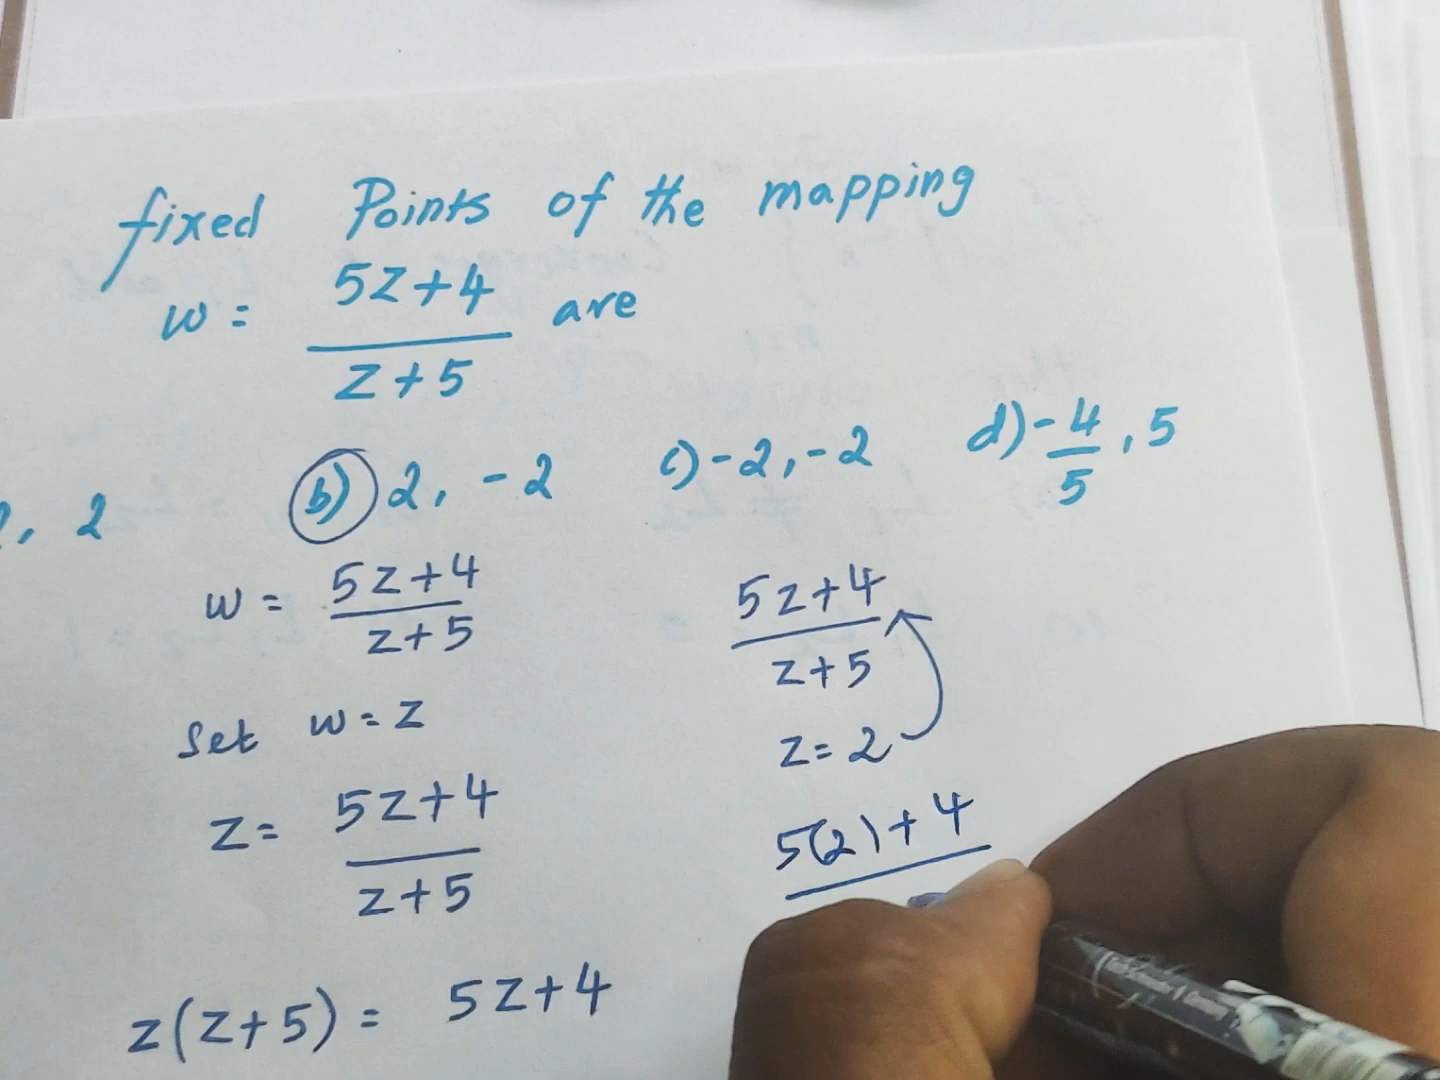 fixed Points of the mapping
w = 5z+4 / z+5 are
, 2 b) 2, -2 c) -2, -2 d) -4/5, 5
w = 5z+4 / z+5
Set w = z
z = 5z+4 / z+5
z(z+5) = 5z+4
5z+4 / z+5
z = 2
5(2)+4